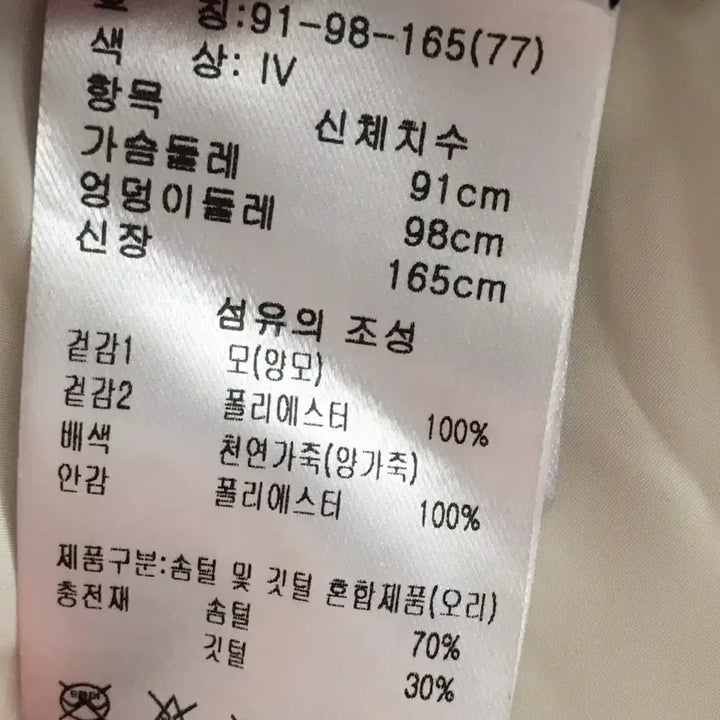 호 칭:91-98-165(77)
색 상: IV
항목 신체치수
가슴둘레 91cm
엉덩이둘레 98cm
신장 165cm
섬유의 조성
겉감1 모(양모)
겉감2 폴리에스터 100%
배색 천연가죽(양가죽)
안감 폴리에스터 100%
제품구분:솜털 및 깃털 혼합제품(오리)
충전재 솜털 70%
깃털 30%